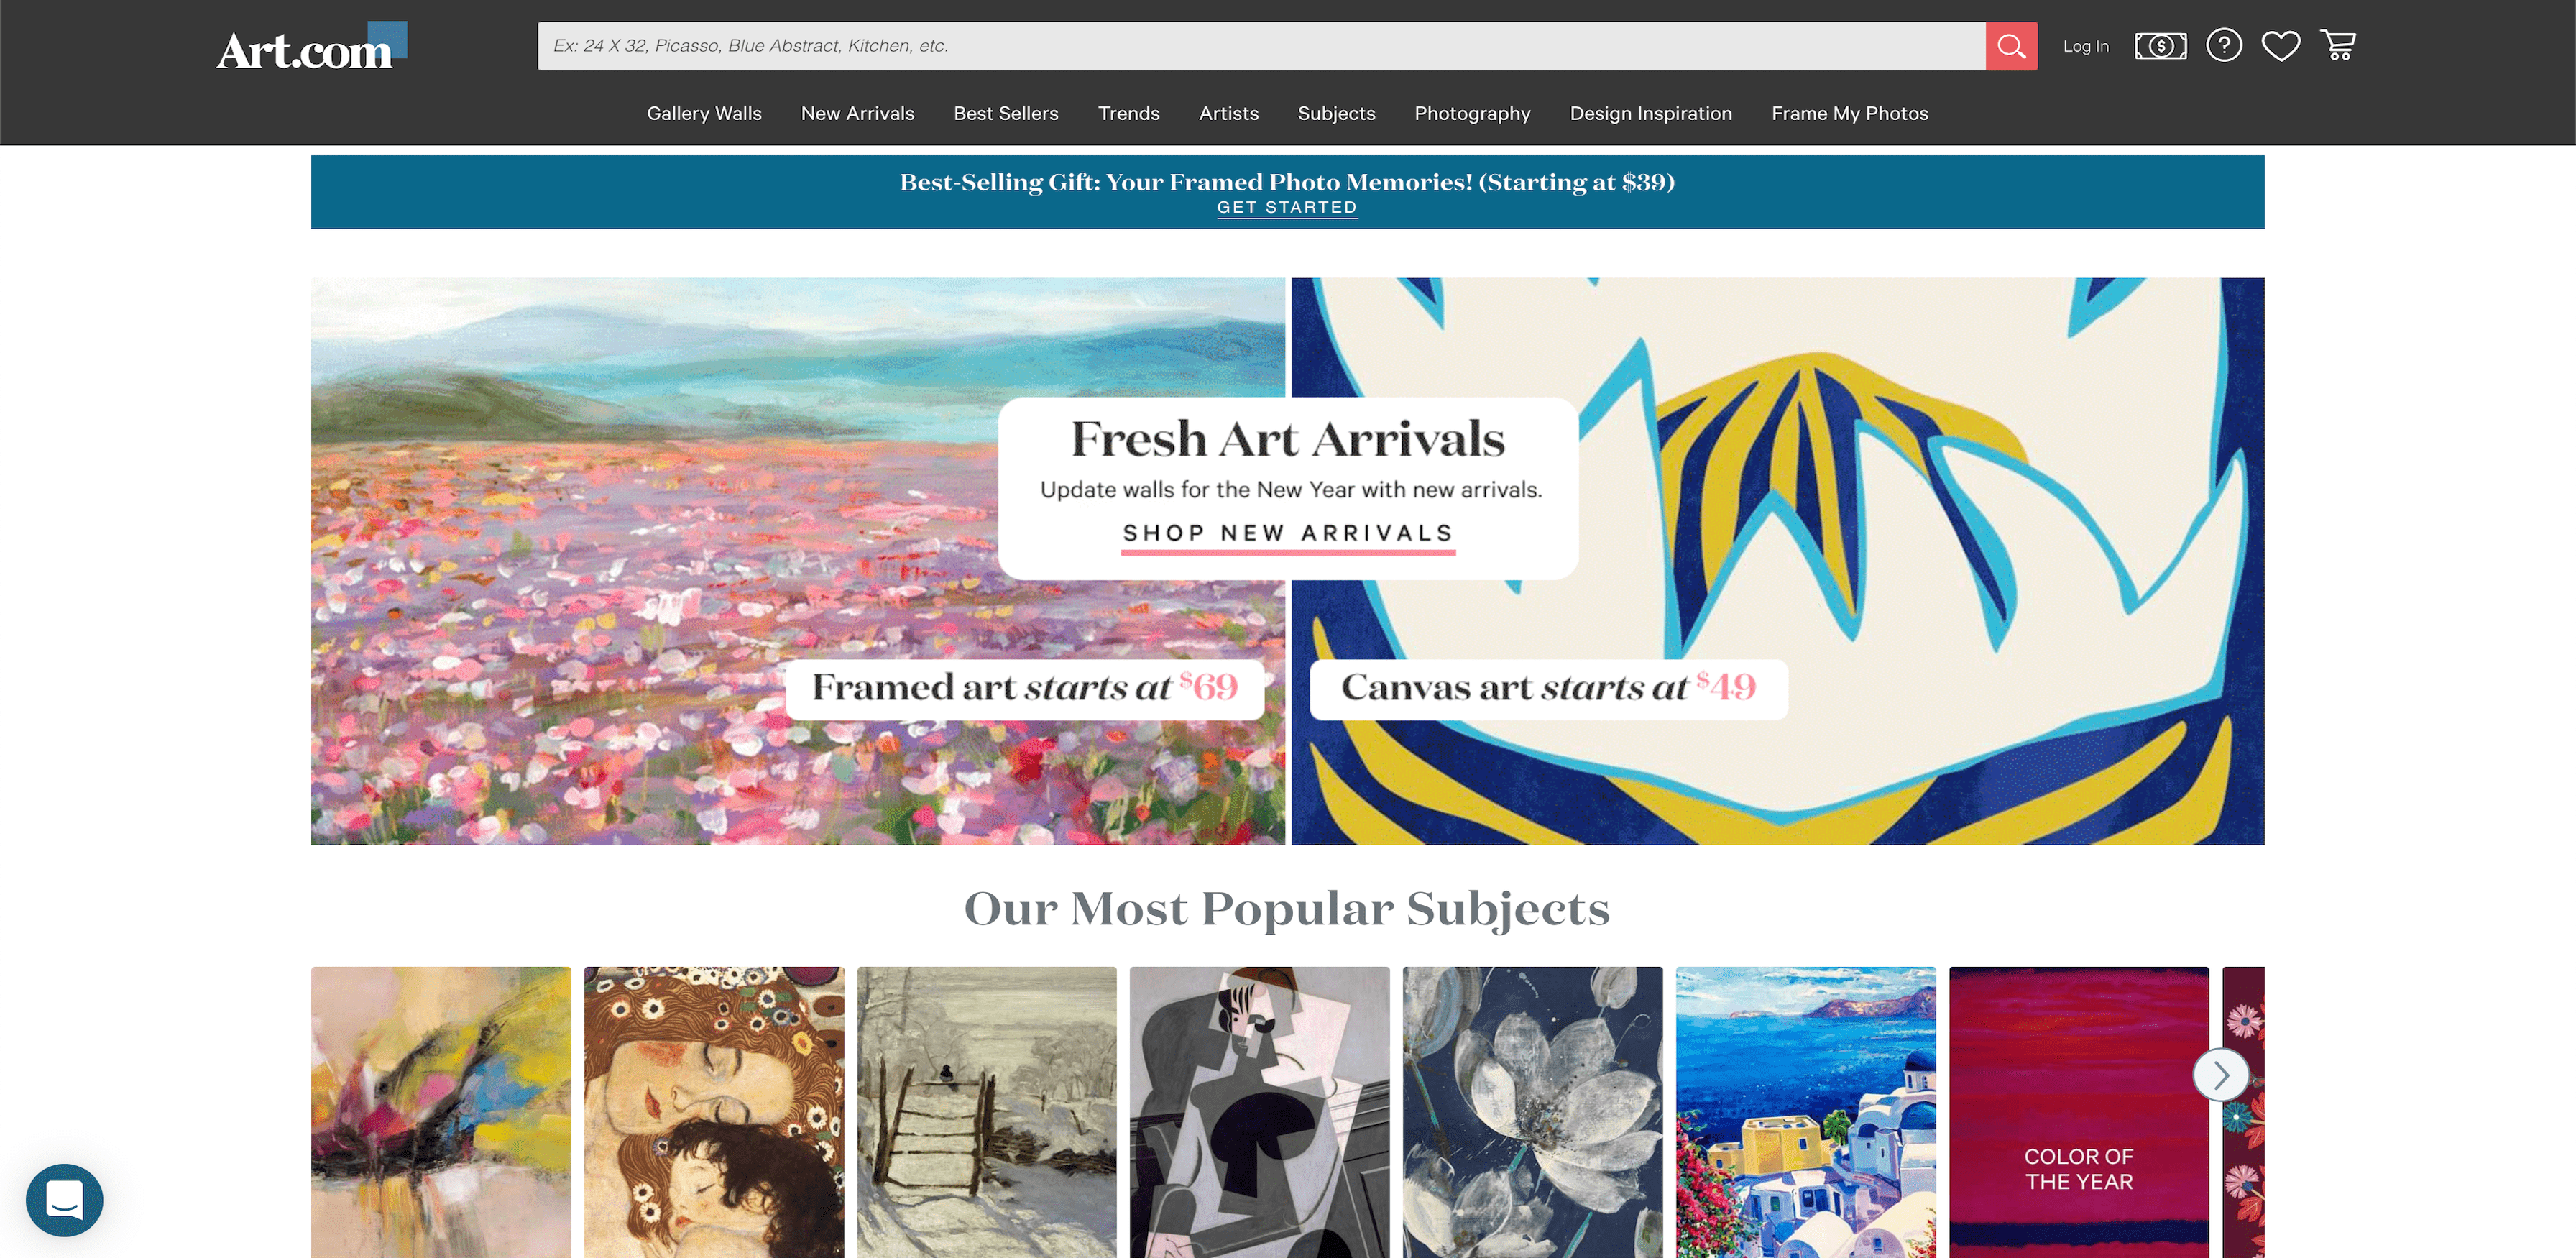 Art.com
Ex: 24 X 32, Picasso, Blue Abstract, Kitchen, etc.
Log In
$
?
Gallery Walls
New Arrivals
Best Sellers
Trends
Artists
Subjects
Photography
Design Inspiration
Frame My Photos
Best-Selling Gift: Your Framed Photo Memories! (Starting at $39)
GET STARTED
Fresh Art Arrivals
Update walls for the New Year with new arrivals.
SHOP NEW ARRIVALS
Framed art starts at $69
Canvas art starts at $49
Our Most Popular Subjects
COLOR OF
THE YEAR